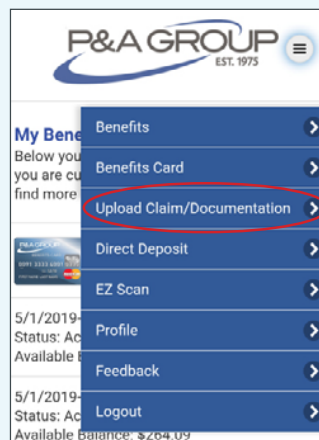 P&A GROUP
EST. 1975
My Bene
Below you
you are cu
find more
Benefits
Benefits Card
Upload Claim/Documentation
Direct Deposit
EZ Scan
Profile
Feedback
Logout
P&A GROUP
5/1/2019-
Status: Ac
Available B
5/1/2019-
Status: Ac
Available Balance: $264.09